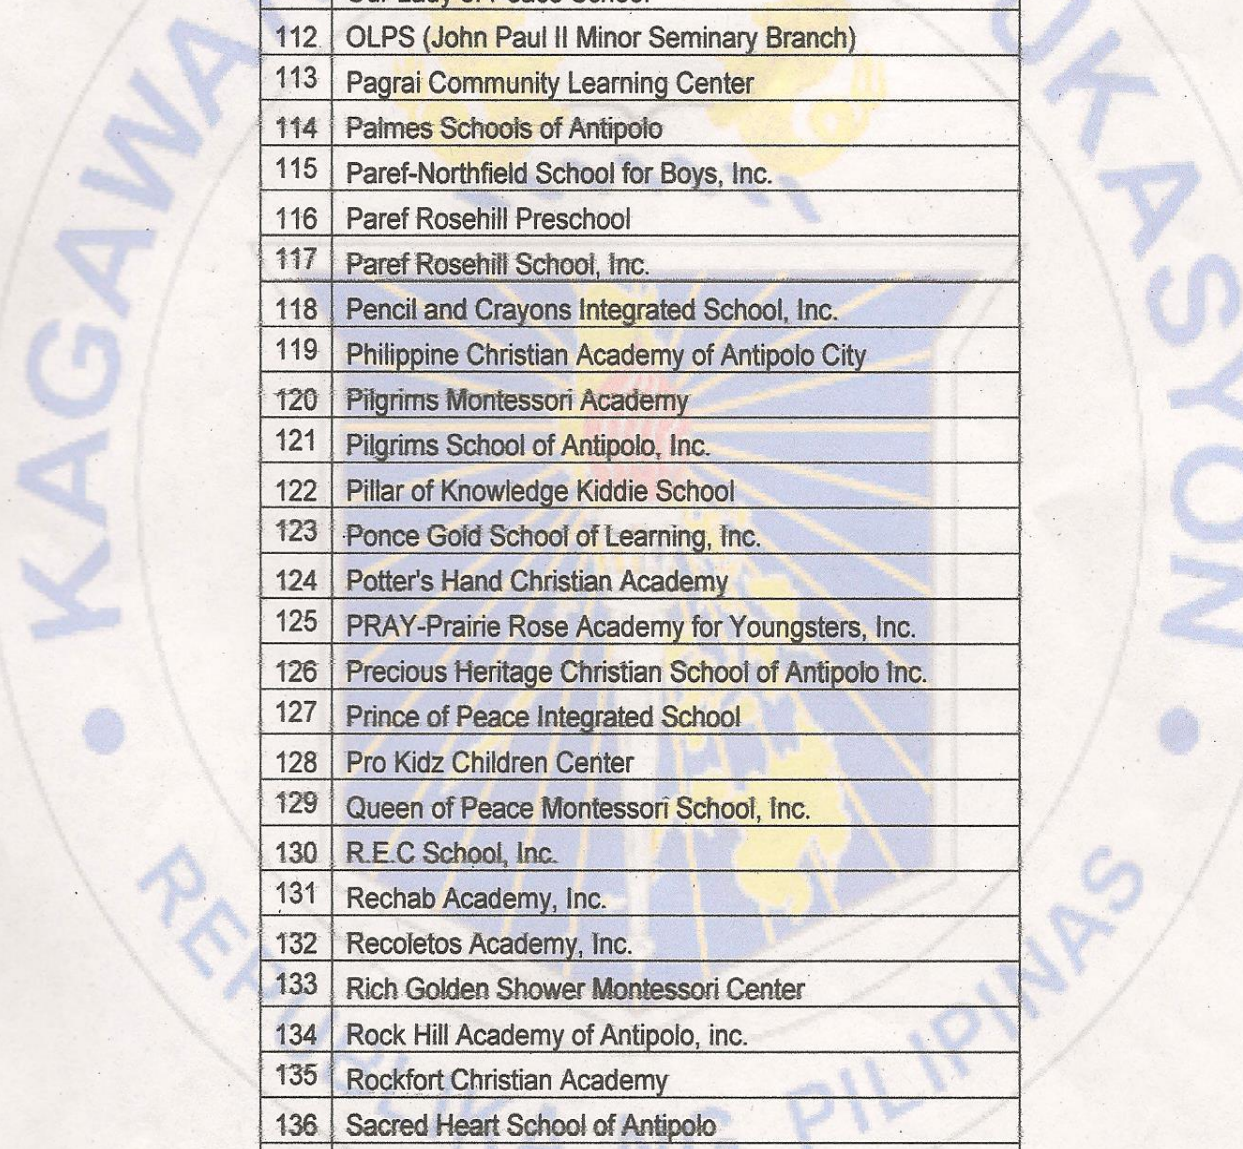 Our Lady of Peace School
112 OLPS (John Paul II Minor Seminary Branch)
113 Pagrai Community Learning Center
114 Palmes Schools of Antipolo
115 Paref-Northfield School for Boys, Inc.
116 Paref Rosehill Preschool
117 Paref Rosehill School, Inc.
118 Pencil and Crayons Integrated School, Inc.
119 Philippine Christian Academy of Antipolo City
120 Pilgrims Montessori Academy
121 Pilgrims School of Antipolo, Inc.
122 Pillar of Knowledge Kiddie School
123 Ponce Gold School of Learning, Inc.
124 Potter's Hand Christian Academy
125 PRAY-Prairie Rose Academy for Youngsters, Inc.
126 Precious Heritage Christian School of Antipolo Inc.
127 Prince of Peace Integrated School
128 Pro Kidz Children Center
129 Queen of Peace Montessori School, Inc.
130 R.E.C School, Inc.
131 Rechab Academy, Inc.
132 Recoletos Academy, Inc.
133 Rich Golden Shower Montessori Center
134 Rock Hill Academy of Antipolo, inc.
135 Rockfort Christian Academy
136 Sacred Heart School of Antipolo
KAGAWA
UKASYON
REPUBLIKA NG PILIPINAS